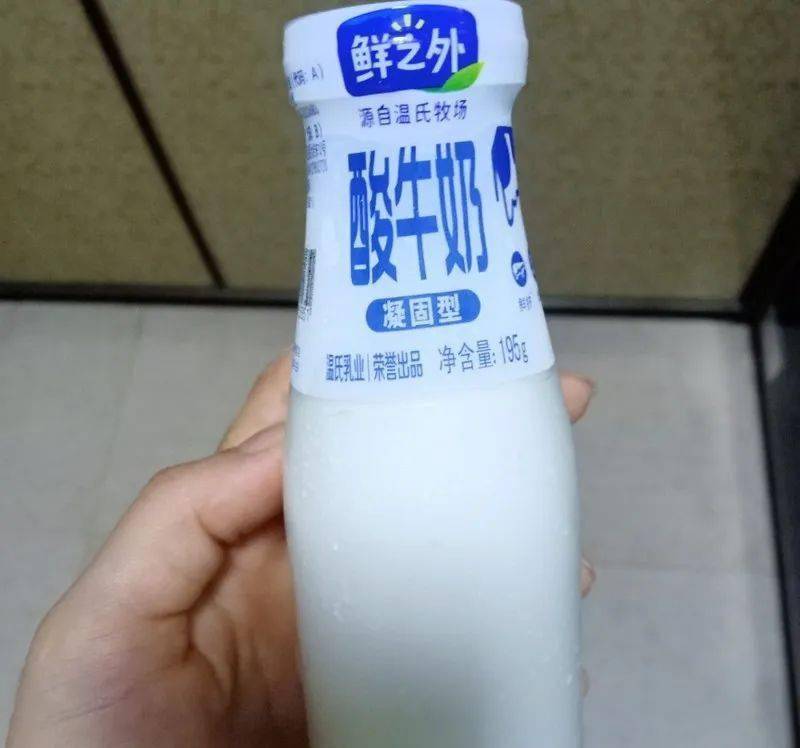 鲜之外
源自温氏牧场
酸牛奶
凝固型
温氏乳业|荣誉出品 净含量:195g